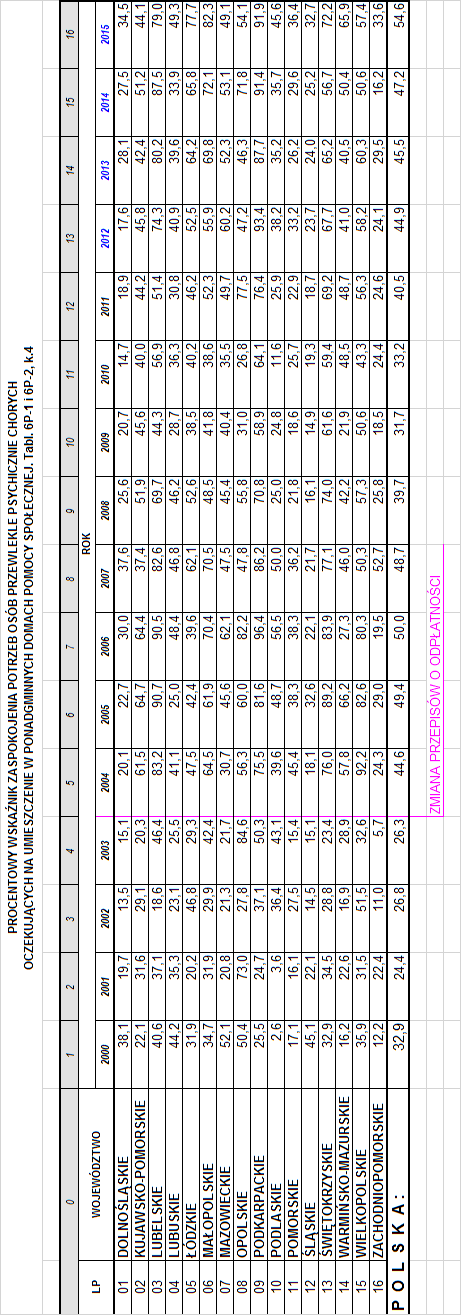 PROCENTOWY WSKAŹNIK ZASPOKOJENIA POTRZEB OSÓB PRZEWLEKLE PSYCHICZNIE CHORYCH
OCZEKUJĄCYCH NA UMIESZCZENIE W PONADGMINNYCH DOMACH POMOCY SPOŁECZNEJ. Tabl. 6P-1 i 6P-2, k.4
0 1 2 3 4 5 6 7 8 9 10 11 12 13 14 15 16
LP WOJEWÓDZTWO ROK
2000 2001 2002 2003 2004 2005 2006 2007 2008 2009 2010 2011 2012 2013 2014 2015
01 DOLNOŚLĄSKIE 38,1 19,7 13,5 15,1 20,1 22,7 30,0 37,6 25,6 20,7 14,7 18,9 17,6 28,1 27,5 34,5
02 KUJAWSKO-POMORSKIE 22,1 31,6 29,1 20,3 61,5 64,7 64,4 37,4 51,9 45,6 40,0 44,2 45,8 42,4 51,2 44,1
03 LUBELSKIE 40,6 37,1 18,6 46,4 83,2 90,7 90,5 82,6 69,7 44,3 56,9 51,4 74,3 80,2 87,5 79,0
04 LUBUSKIE 44,2 35,3 23,1 25,5 41,1 25,0 48,4 46,8 46,2 28,7 36,3 30,8 40,9 39,6 33,9 49,3
05 ŁÓDZKIE 31,9 20,2 46,8 29,3 47,5 42,4 39,6 62,1 52,6 38,5 40,2 46,2 52,5 64,2 65,8 77,7
06 MAŁOPOLSKIE 34,7 31,9 29,9 42,4 64,5 61,9 70,4 70,5 48,5 41,8 38,6 52,3 55,9 69,8 72,1 82,3
07 MAZOWIECKIE 52,1 20,8 21,3 21,7 30,7 45,6 62,1 47,5 45,4 40,4 35,5 49,7 60,2 52,3 53,1 49,1
08 OPOLSKIE 50,4 73,0 27,8 84,6 56,3 60,0 82,2 47,8 55,8 31,0 26,8 77,5 47,2 46,3 71,8 54,1
09 PODKARPACKIE 25,5 24,7 37,1 50,3 75,5 81,6 96,4 86,2 70,8 58,9 64,1 76,4 93,4 87,7 91,4 91,9
10 PODLASKIE 2,6 3,6 36,4 43,1 39,6 48,7 56,5 50,0 25,0 24,8 11,6 25,9 38,2 35,2 35,7 45,6
11 POMORSKIE 17,1 16,1 27,5 15,4 45,4 38,3 38,3 36,2 21,8 18,6 25,7 22,9 33,2 26,2 29,6 36,4
12 ŚLĄSKIE 45,1 22,1 14,5 15,1 18,1 32,6 22,1 21,7 16,1 14,9 19,3 18,7 23,7 24,0 25,2 32,7
13 ŚWIĘTOKRZYSKIE 32,9 34,5 28,8 23,4 76,0 89,2 83,9 77,1 74,0 61,6 59,4 69,2 67,7 65,2 56,7 72,2
14 WARMIŃSKO-MAZURSKIE 16,2 22,6 16,9 28,9 57,8 66,2 27,3 46,0 42,2 21,9 48,5 48,7 41,0 40,5 50,4 65,9
15 WIELKOPOLSKIE 35,9 31,5 51,5 32,6 92,2 82,6 80,3 50,3 57,3 50,6 43,3 56,3 58,2 60,3 50,6 57,4
16 ZACHODNIOPOMORSKIE 12,2 22,4 11,0 5,7 24,3 29,0 19,5 52,7 25,8 18,5 24,4 24,6 24,1 29,5 16,2 33,6
P O L S K A : 32,9 24,4 26,8 26,3 44,6 49,4 50,0 48,7 39,7 31,7 33,2 40,5 44,9 45,5 47,2 54,6
ZMIANA PRZEPISÓW O ODPŁATNOŚCI